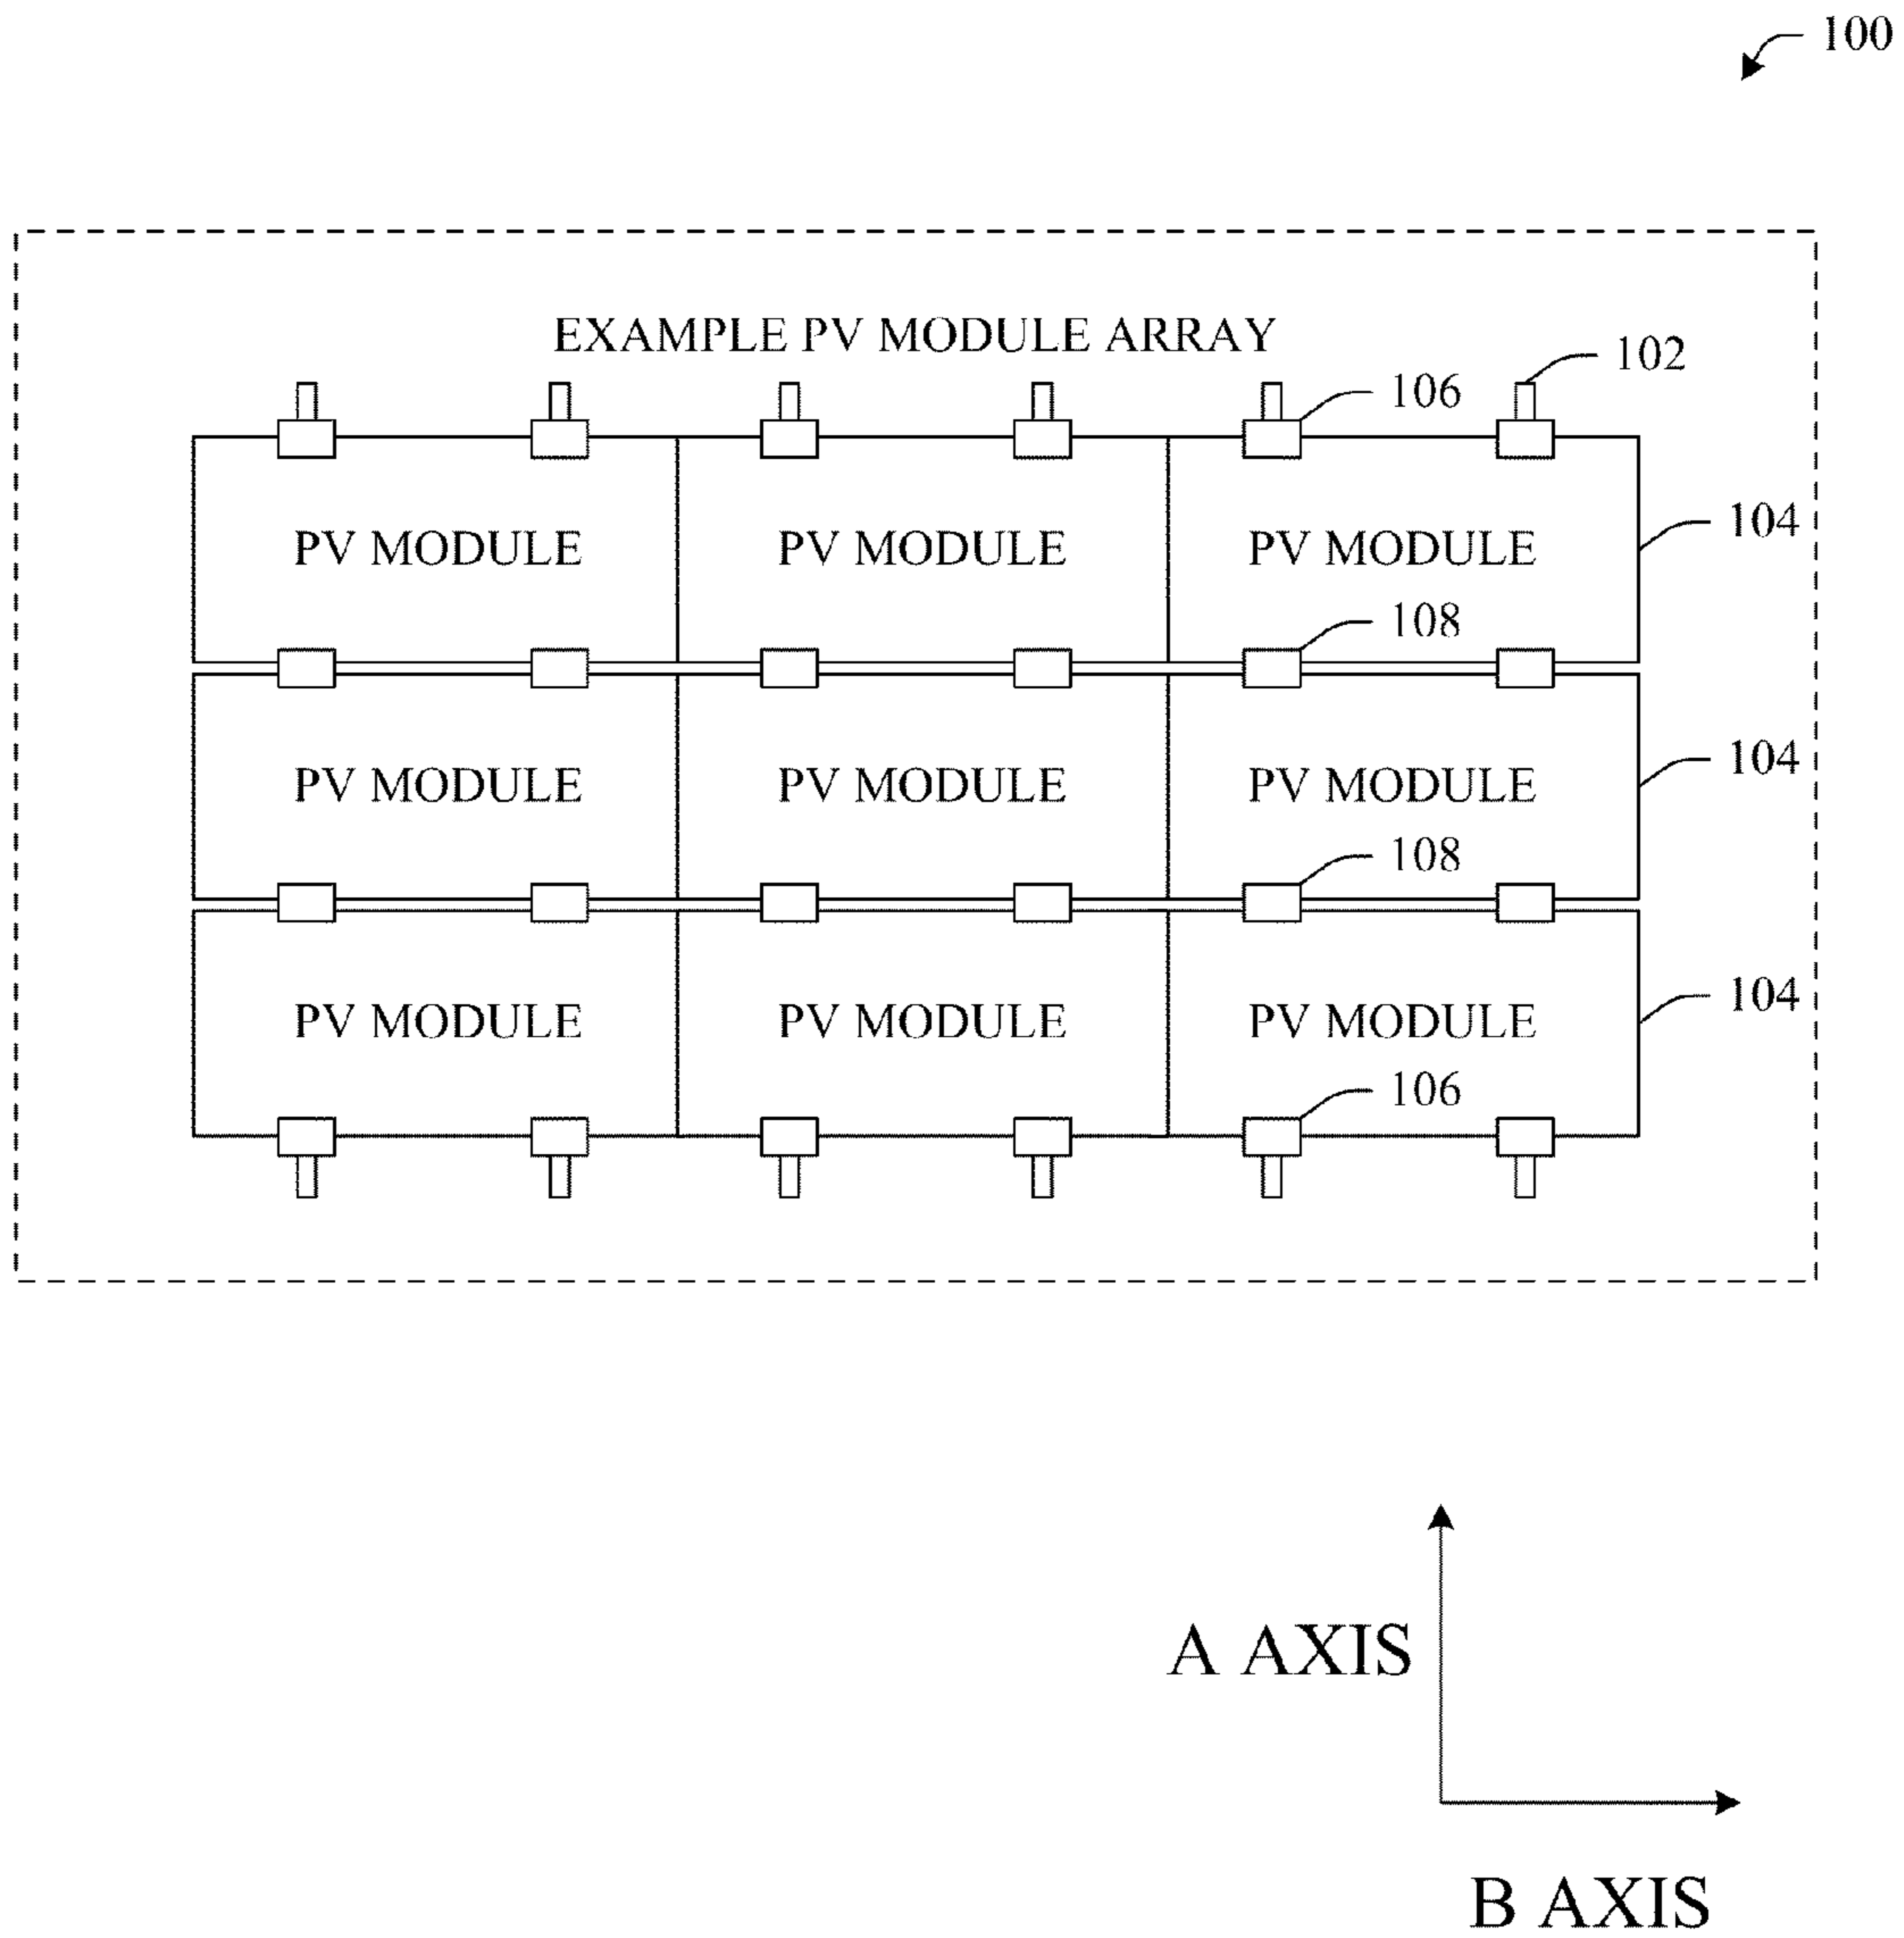 100
EXAMPLE PV MODULE ARRAY
102
106
104
PV MODULE PV MODULE PV MODULE
108
104
PV MODULE PV MODULE PV MODULE
108
104
PV MODULE PV MODULE PV MODULE
106
A AXIS
B AXIS